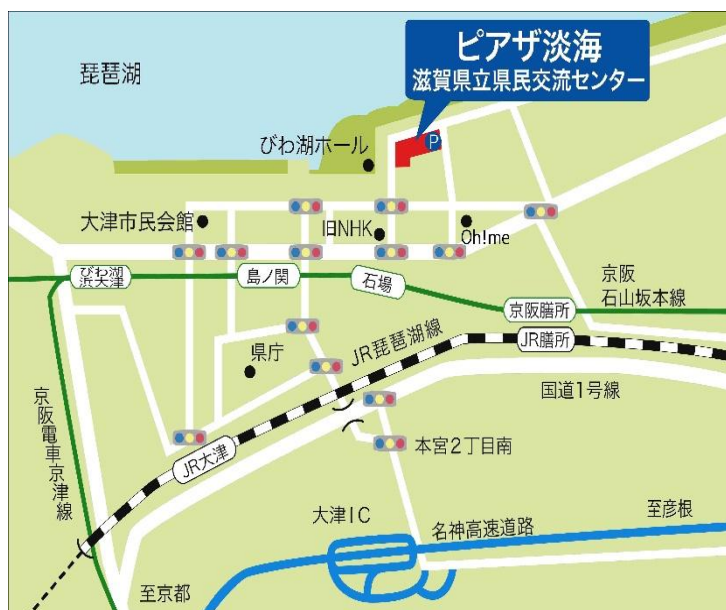 ピアザ淡海
滋賀県立県民交流センター
琵琶湖
P
びわ湖ホール
大津市民会館
旧NHK
Oh!me
びわ湖
浜大津
島ノ関
石場
京阪
石山坂本線
京阪膳所
JR膳所
JR琵琶湖線
県庁
国道1号線
京阪電車京津線
JR大津
本宮2丁目南
大津IC
名神高速道路
至彦根
至京都